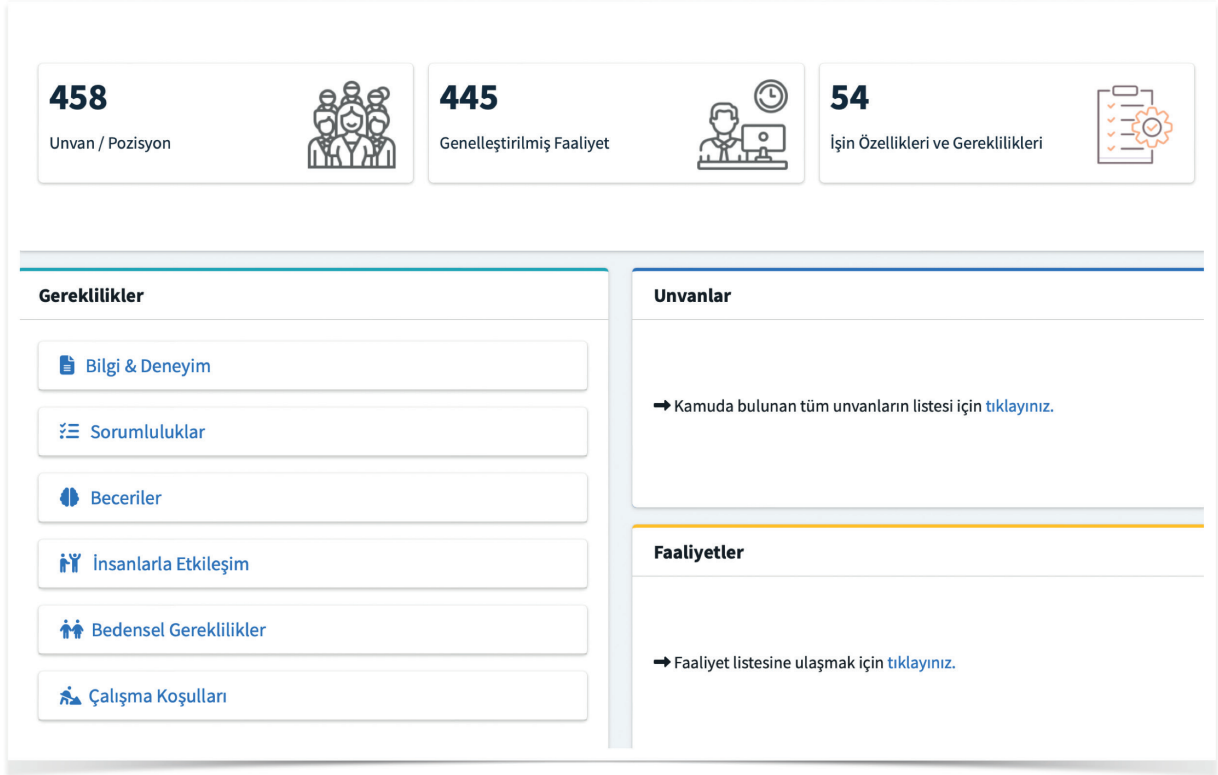 458
Unvan / Pozisyon
445
Genelleştirilmiş Faaliyet
54
İşin Özellikleri ve Gereklilikleri
Gereklilikler
Bilgi & Deneyim
Sorumluluklar
Beceriler
İnsanlarla Etkileşim
Bedensel Gereklilikler
Çalışma Koşulları
Unvanlar
Kamuda bulunan tüm unvanların listesi için tıklayınız.
Faaliyetler
Faaliyet listesine ulaşmak için tıklayınız.